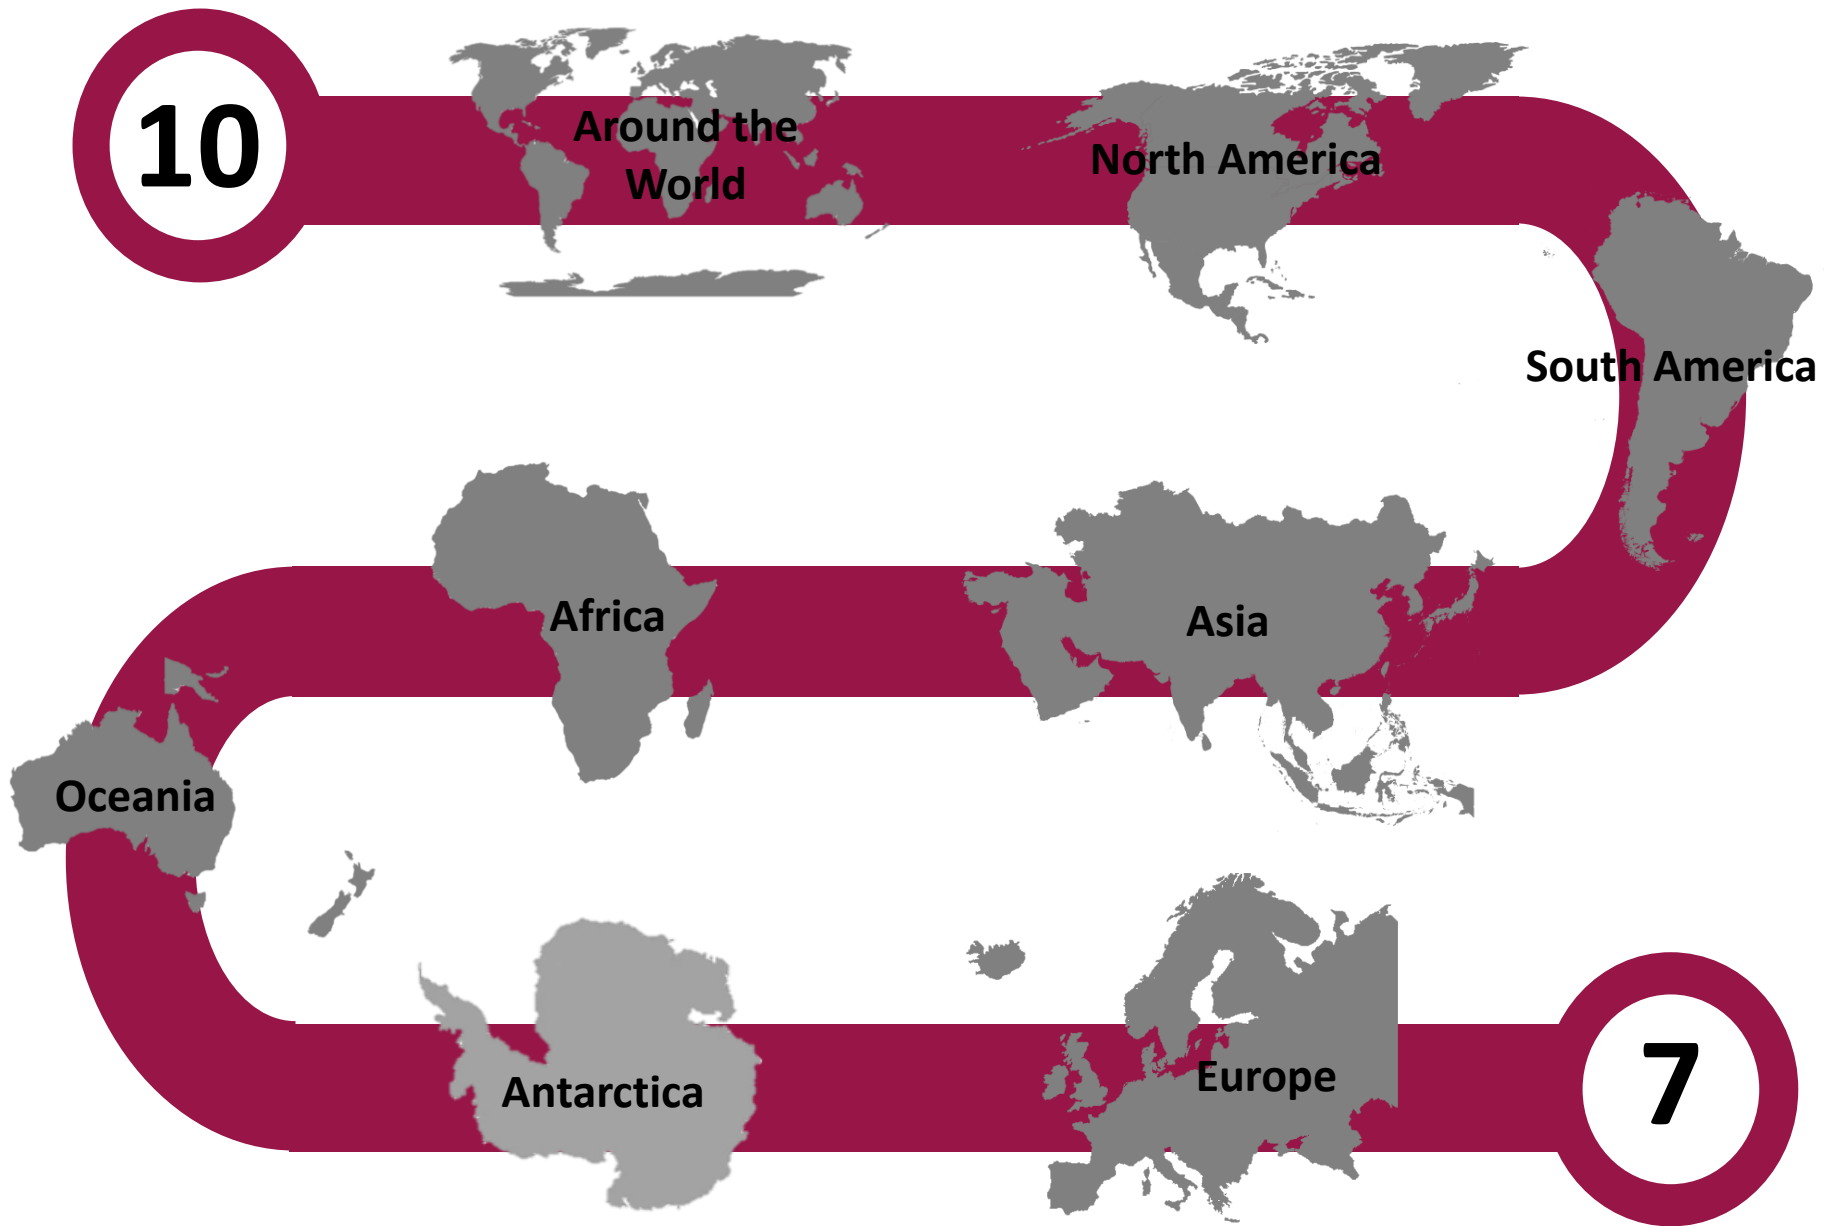 10
Around the
World
North America
South America
Africa
Asia
Oceania
Antarctica
Europe
7